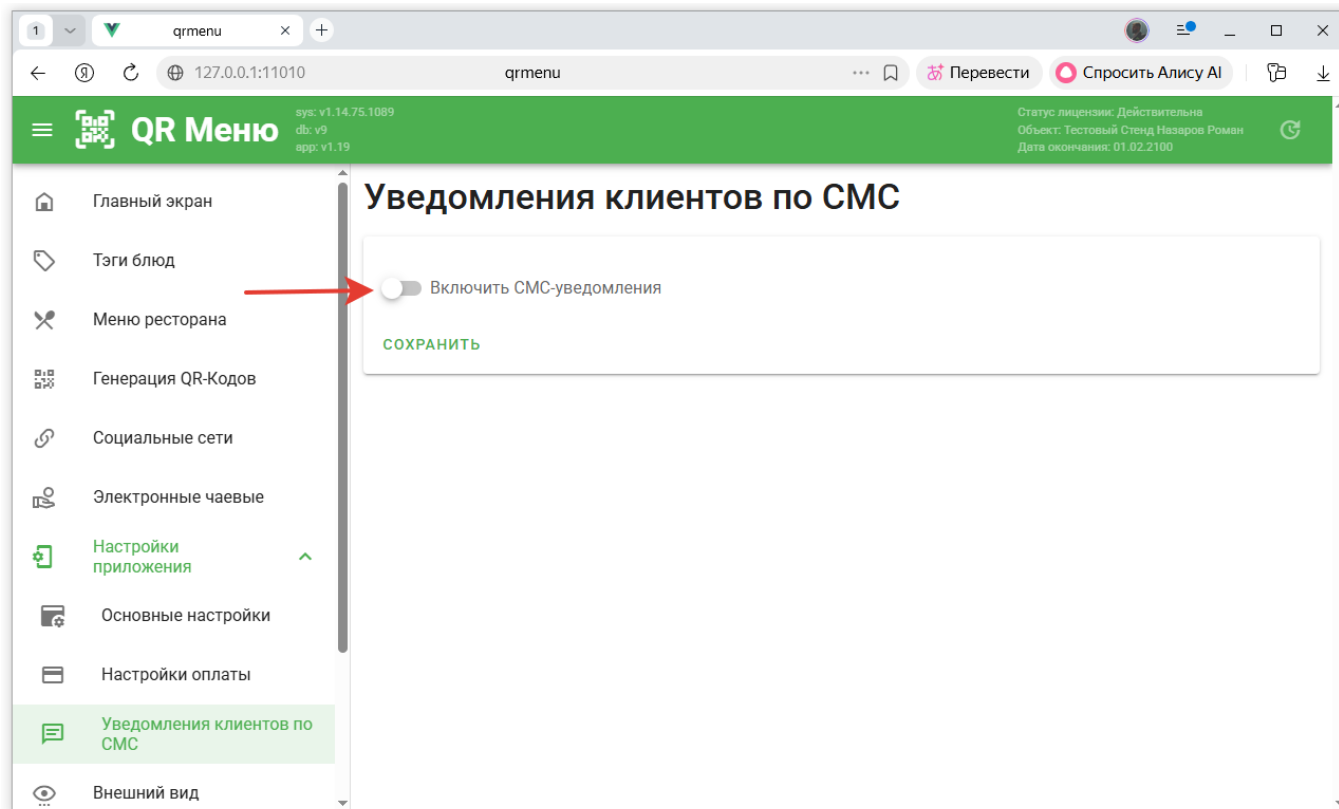 1
qrmenu
127.0.0.1:11010
qrmenu
Перевести
Спросить Алису AI
QR Меню
sys: v1.14.75.1089
db: v9
app: v1.19
Статус лицензии: Действительна
Объект: Тестовый Стенд Назаров Роман
Дата окончания: 01.02.2100
Главный экран
Тэги блюд
Меню ресторана
Генерация QR-Кодов
Социальные сети
Электронные чаевые
Настройки
приложения
Основные настройки
Настройки оплаты
Уведомления клиентов по
СМС
Внешний вид
Уведомления клиентов по СМС
Включить СМС-уведомления
СОХРАНИТЬ